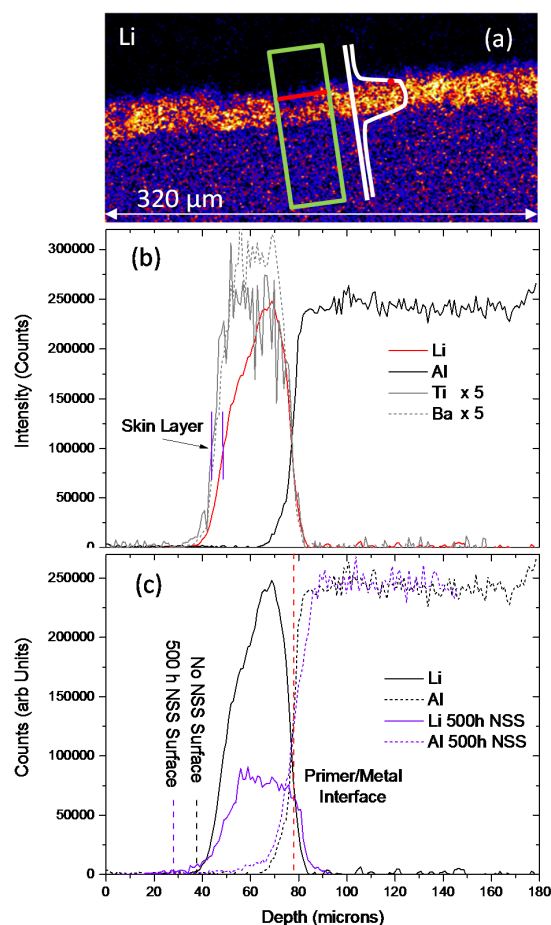 Li
(a)
320 µm
(b)
300000
250000
200000
150000
100000
50000
0
Intensity (Counts)
Skin Layer
Li
Al
Ti x 5
Ba x 5
(c)
250000
200000
150000
100000
50000
0
Counts (arb Units)
500 h NSS Surface
No NSS Surface
Li
Al
Li 500h NSS
Al 500h NSS
Primer/Metal
Interface
0 20 40 60 80 100 120 140 160 180
Depth (microns)